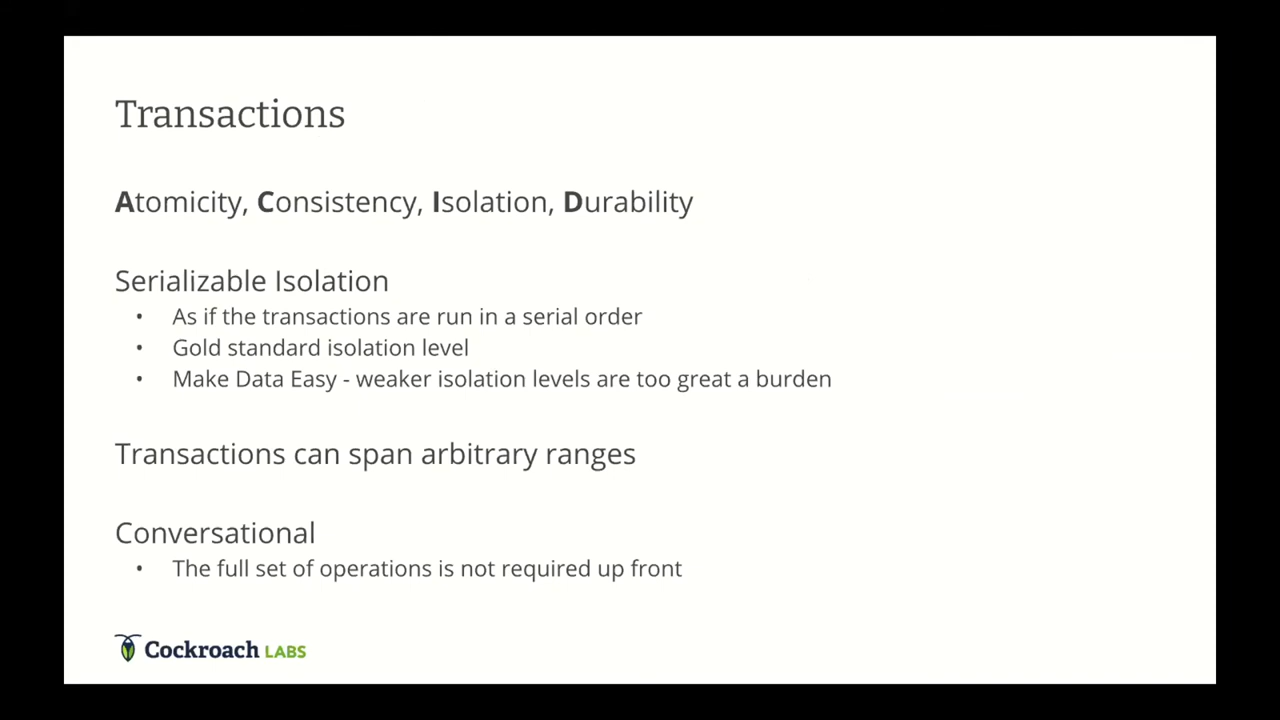 Transactions
Atomicity, Consistency, Isolation, Durability
Serializable Isolation
• As if the transactions are run in a serial order
• Gold standard isolation level
• Make Data Easy - weaker isolation levels are too great a burden
Transactions can span arbitrary ranges
Conversational
• The full set of operations is not required up front
Cockroach LABS